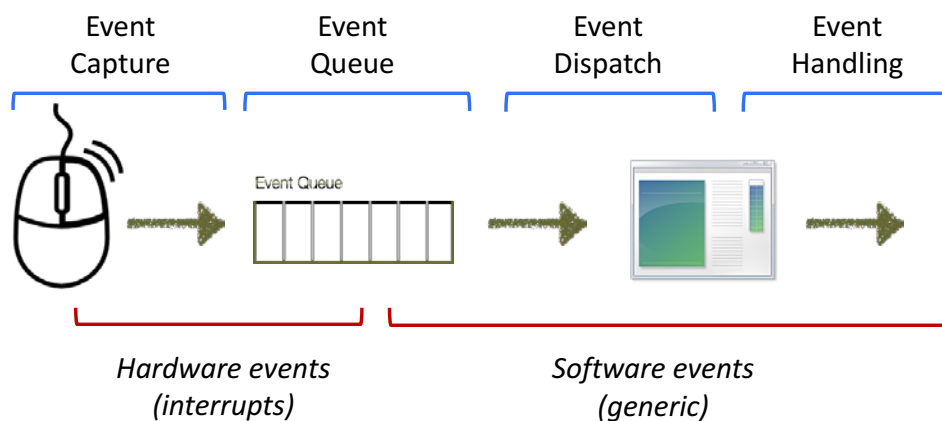 Event
Capture
Event
Queue
Event
Dispatch
Event
Handling
Event Queue
Hardware events
(interrupts)
Software events
(generic)